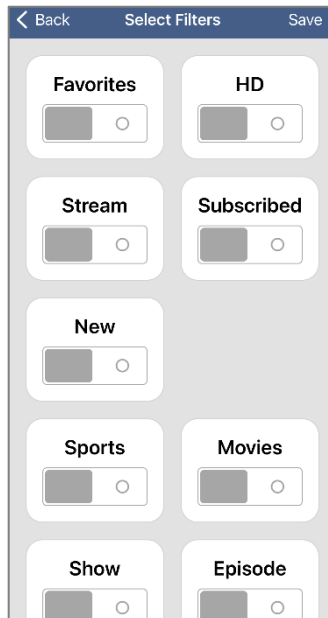 Back Select Filters Save
Favorites HD
Stream Subscribed
New
Sports Movies
Show Episode